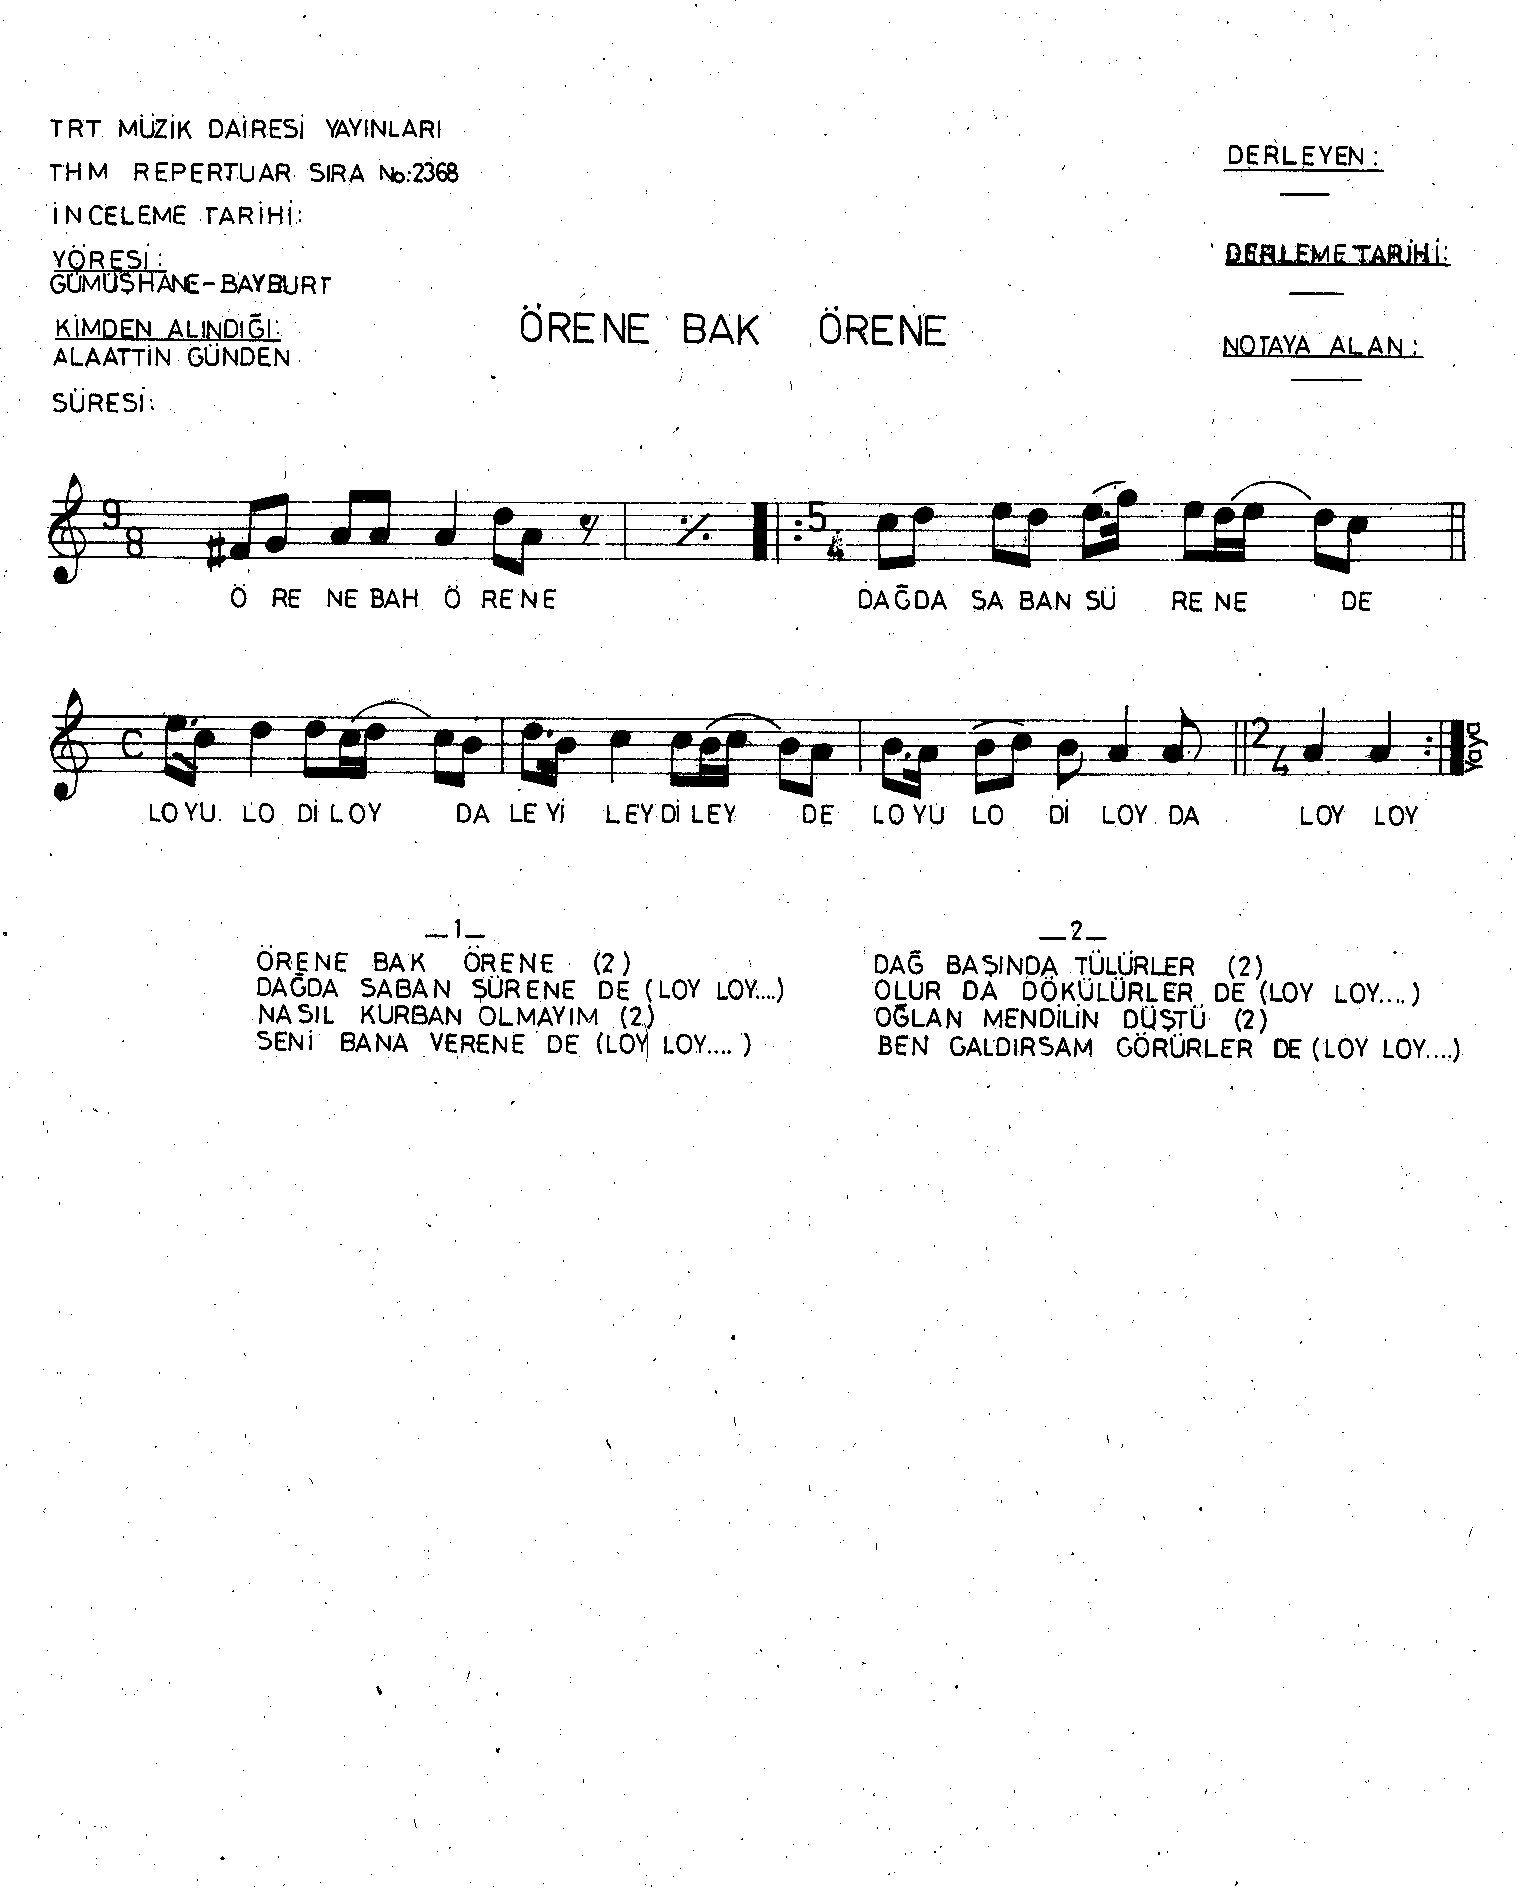 TRT MÜZİK DAİRESİ YAYINLARI
THM REPERTUAR SIRA No:2368
İNCELEME TARİHİ:
YÖRESİ:
GÜMÜŞHANE-BAYBURT
KİMDEN ALINDIĞI:
ALAATTİN GÜNDEN
SÜRESİ:
DERLEYEN:
DERLEME TARİHİ:
NOTAYA ALAN:
ÖRENE BAK ÖRENE
9
8
5
4
Ö RE NE BAH Ö RE NE DAĞDA SA BAN SÜ RE NE DE
C
2
4
Yaya
LO YU LO Dİ LOY DA LE Yİ LEY Dİ LEY DE LO YU LO Dİ LOY DA LOY LOY
_1_
ÖRENE BAK ÖRENE (2)
DAĞDA SABAN SÜRENE DE (LOY LOY....)
NASIL KURBAN OLMAYIM (2)
SENİ BANA VERENE DE (LOY LOY....)
_2_
DAĞ BAŞINDA TÜLÜRLER (2)
OLUR DA DÖKÜLÜRLER DE (LOY LOY....)
OĞLAN MENDİLİN DÜŞTÜ (2)
BEN GALDIRSAM GÖRÜRLER DE (LOY LOY....)